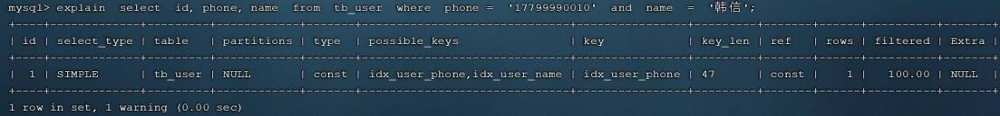 mysql> explain select id, phone, name from tb_user where phone = '17799990010' and name = '韩信';
+----+-------------+---------+------------+-------+------------------------------+----------------+---------+-------+------+----------+-------+
| id | select_type | table | partitions | type | possible_keys | key | key_len | ref | rows | filtered | Extra |
+----+-------------+---------+------------+-------+------------------------------+----------------+---------+-------+------+----------+-------+
| 1 | SIMPLE | tb_user | NULL | const | idx_user_phone,idx_user_name | idx_user_phone | 47 | const | 1 | 100.00 | NULL |
+----+-------------+---------+------------+-------+------------------------------+----------------+---------+-------+------+----------+-------+
1 row in set, 1 warning (0.00 sec)